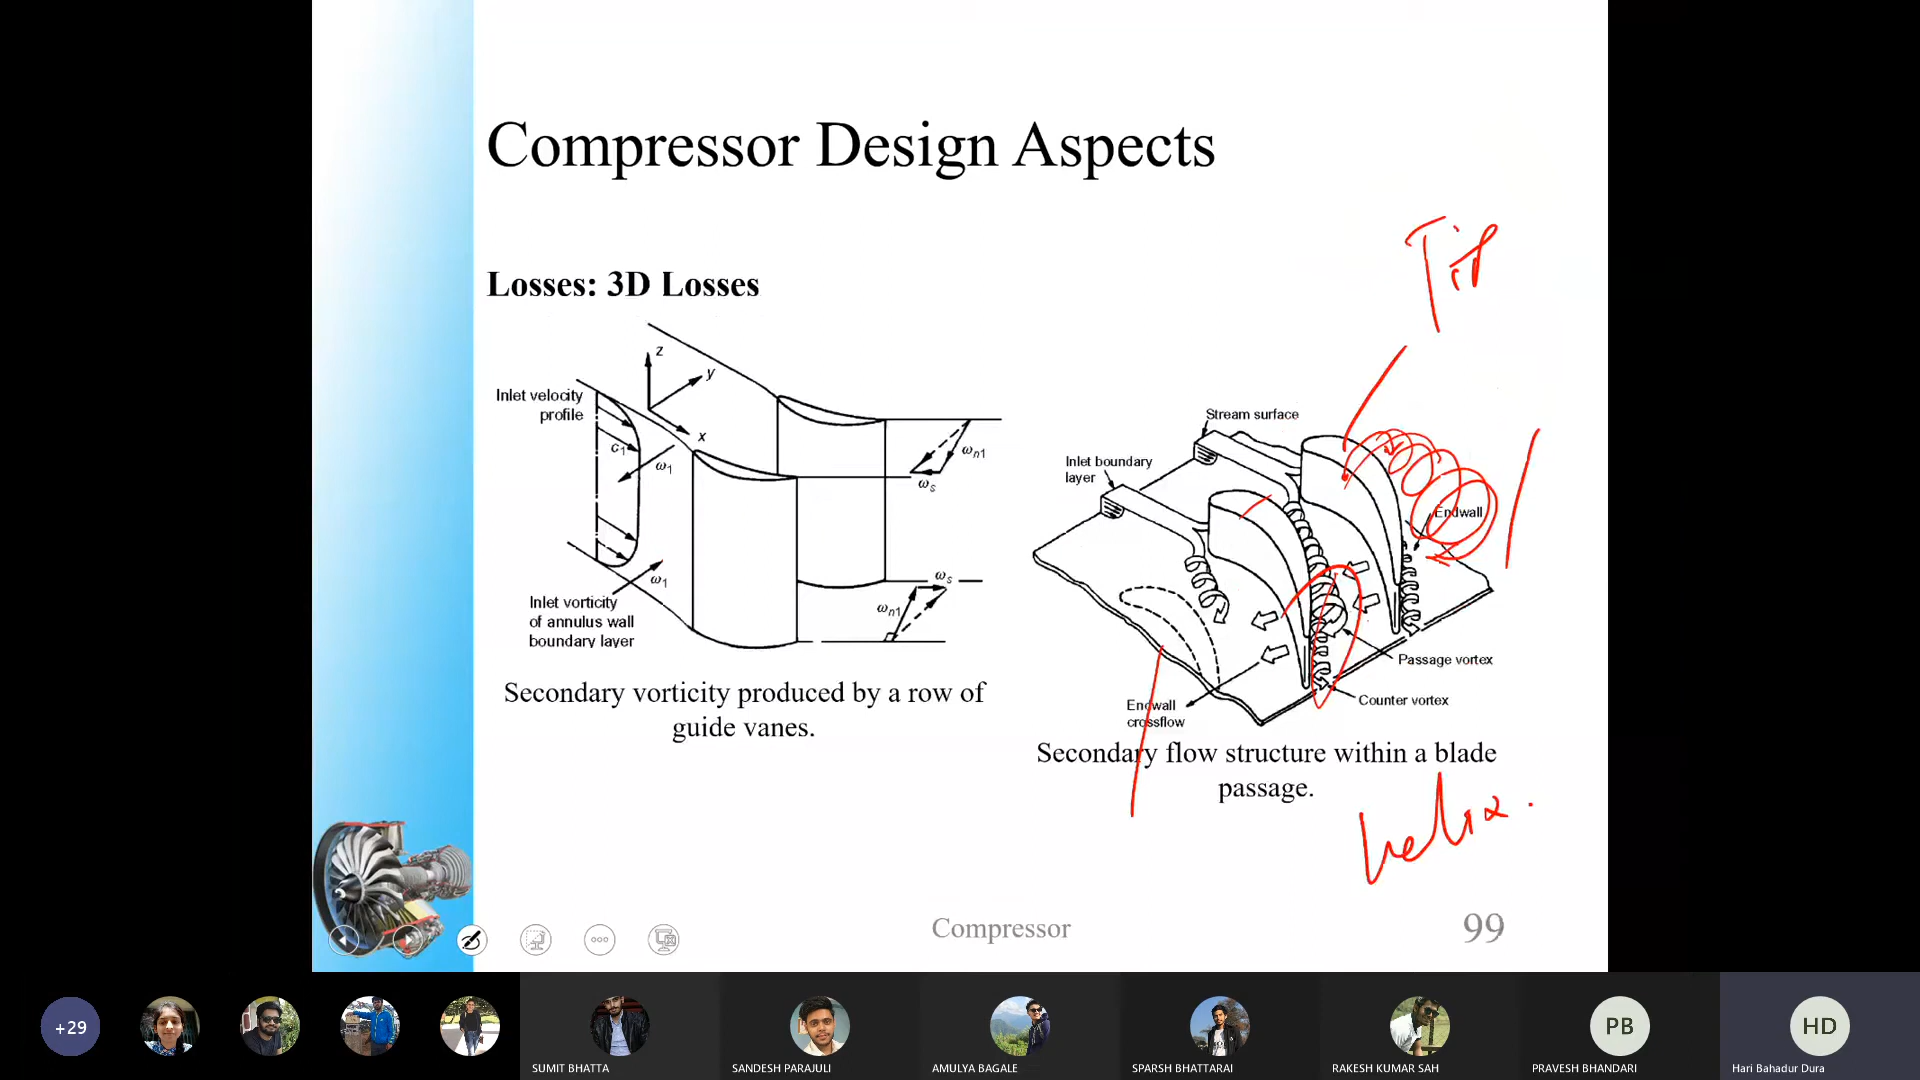 Compressor Design Aspects
Tip
Losses: 3D Losses
z
y
x
Inlet velocity
profile
c1
ω1
ω1
Inlet vorticity
of annulus wall
boundary layer
ωn1
ωs
ωs
ωn1
Secondary vorticity produced by a row of
guide vanes.
Stream surface
Inlet boundary
layer
Endwall
Passage vortex
Counter vortex
Endwall
crossflow
Secondary flow structure within a blade
passage.
helix.
Compressor
99
+29
SUMIT BHATTA
SANDESH PARAJULI
AMULYA BAGALE
SPARSH BHATTARAI
RAKESH KUMAR SAH
PB
PRAVESH BHANDARI
HD
Hari Bahadur Dura